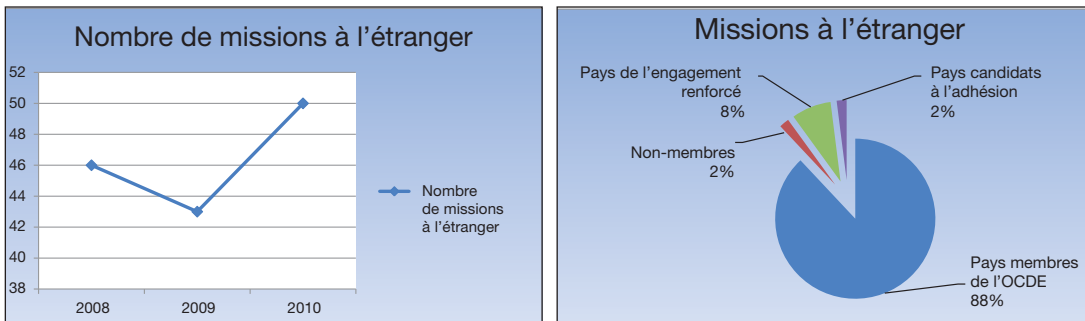 Nombre de missions à l'étranger
52
50
48
46
44
42
40
38
2008
2009
2010
Nombre
de missions
à l'étranger
Missions à l'étranger
Pays de l'engagement
renforcé
8%
Pays candidats
à l'adhésion
2%
Non-membres
2%
Pays membres
de l'OCDE
88%